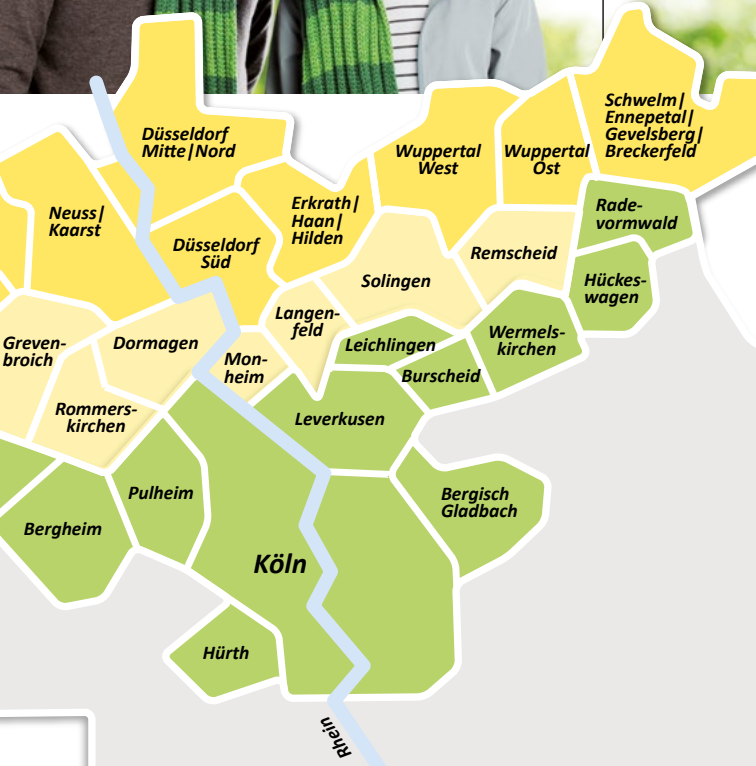 Schwelm|
Ennepetal|
Gevelsberg|
Breckerfeld
Düsseldorf
Mitte|Nord
Wuppertal
West
Wuppertal
Ost
Neuss|
Kaarst
Erkrath|
Haan|
Hilden
Rade-
vormwald
Düsseldorf
Süd
Remscheid
Solingen
Hückes-
wagen
Langen-
feld
Greven-
broich
Dormagen
Leichlingen
Wermels-
kirchen
Mon-
heim
Burscheid
Rommers-
kirchen
Leverkusen
Pulheim
Bergisch
Gladbach
Bergheim
Köln
Hürth
Rhein